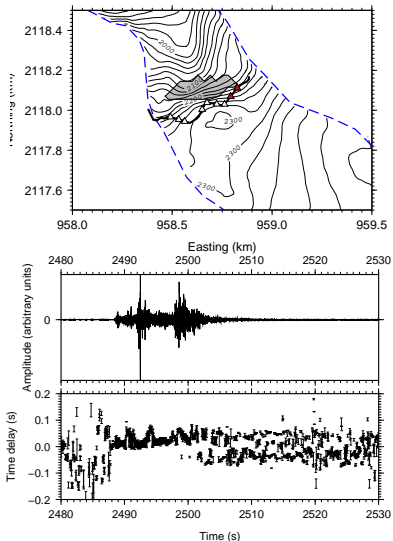 2118.4
2118.2
2118.0
2117.8
2117.6
2000
2200
2300
2300
2300
958.0 958.5 959.0 959.5
Easting (km)
2480 2490 2500 2510 2520 2530
Amplitude (arbitrary units)
0
Time delay (s)
0.2
0.1
0.0
−0.1
−0.2
2480 2490 2500 2510 2520 2530
Time (s)